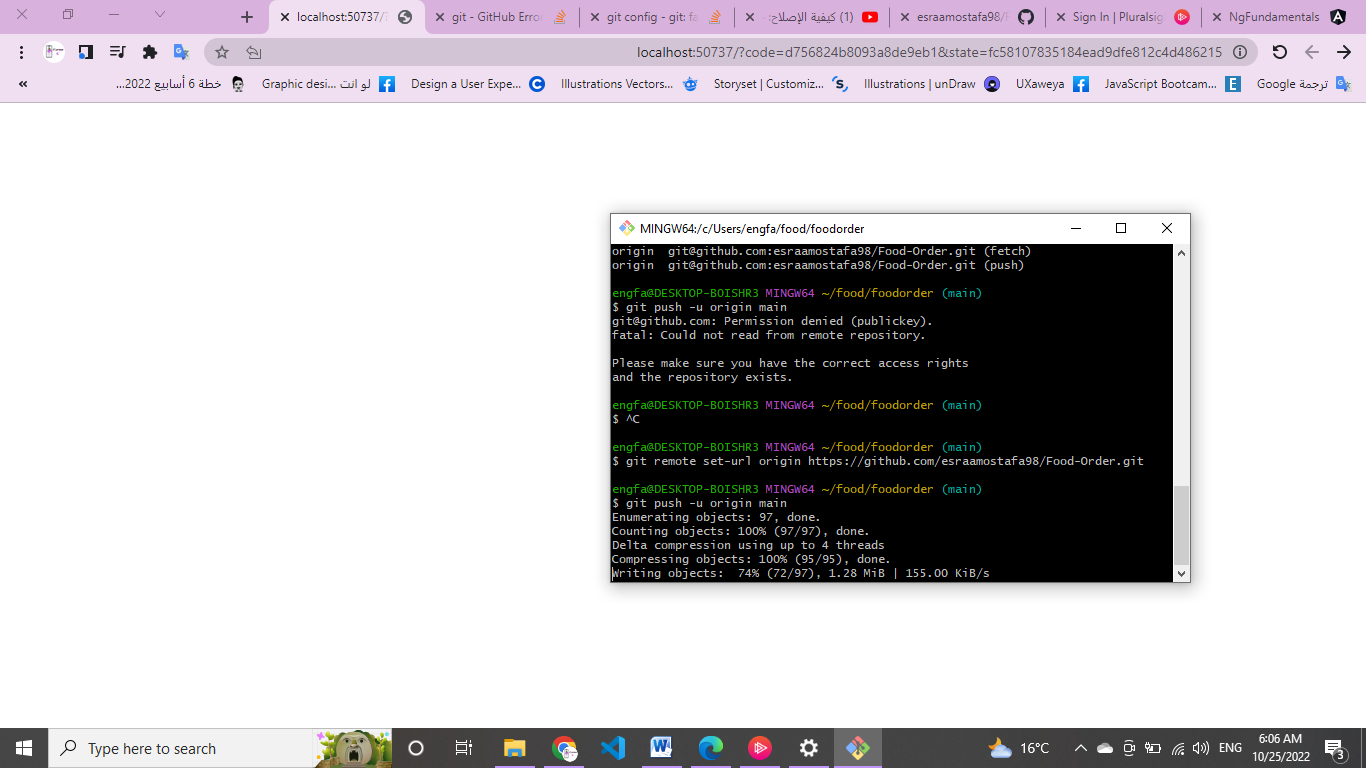 localhost:50737/?
git - GitHub Erro
git config - git: fa
(1) كيفية الإصلاح: -
esraamostafa98/
Sign In | Pluralsig
NgFundamentals
localhost:50737/?code=d756824b8093a8de9eb1&state=fc58107835184ead9dfe812c4d486215
«
...خطة 6 أسابيع 2022
Graphic desi... لو انت
Design a User Expe...
Illustrations Vectors...
Storyset | Customiz...
Illustrations | unDraw
UXaweya
JavaScript Bootcam...
ترجمة Google
MINGW64:/c/Users/engfa/food/foodorder
origin  git@github.com:esraamostafa98/Food-Order.git (fetch)
origin  git@github.com:esraamostafa98/Food-Order.git (push)
engfa@DESKTOP-BOISHR3 MINGW64 ~/food/foodorder (main)
$ git push -u origin main
git@github.com: Permission denied (publickey).
fatal: Could not read from remote repository.
Please make sure you have the correct access rights
and the repository exists.
engfa@DESKTOP-BOISHR3 MINGW64 ~/food/foodorder (main)
$ ^C
engfa@DESKTOP-BOISHR3 MINGW64 ~/food/foodorder (main)
$ git remote set-url origin https://github.com/esraamostafa98/Food-Order.git
engfa@DESKTOP-BOISHR3 MINGW64 ~/food/foodorder (main)
$ git push -u origin main
Enumerating objects: 97, done.
Counting objects: 100% (97/97), done.
Delta compression using up to 4 threads
Compressing objects: 100% (95/95), done.
Writing objects:  74% (72/97), 1.28 MiB | 155.00 KiB/s
Type here to search
16°C
ENG
6:06 AM
10/25/2022
3